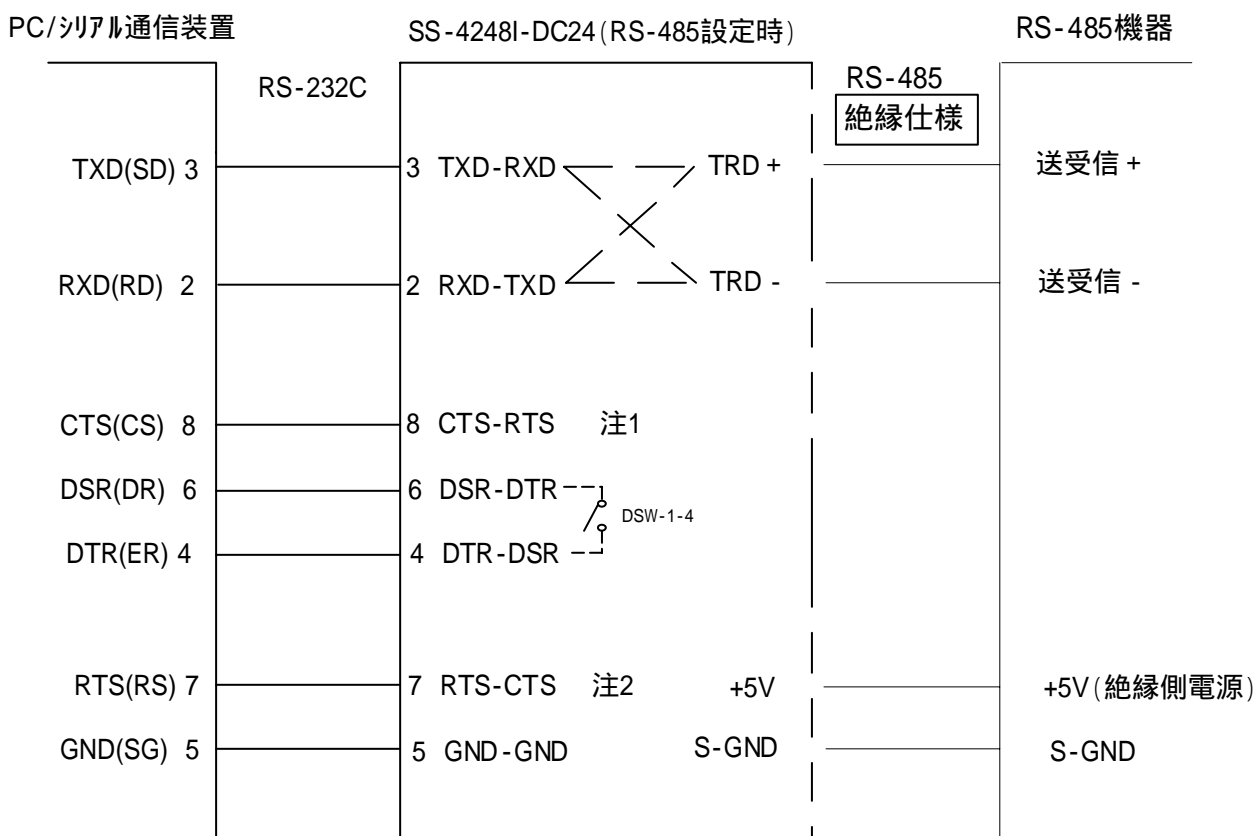 PC/ｼﾘｱﾙ通信装置
SS-4248I-DC24(RS-485設定時)
RS-485機器
RS-232C
RS-485
絶縁仕様
TXD(SD) 3
3 TXD-RXD
TRD +
送受信 +
RXD(RD) 2
2 RXD-TXD
TRD -
送受信 -
CTS(CS) 8
8 CTS-RTS 注1
DSR(DR) 6
6 DSR-DTR
DSW-1-4
DTR(ER) 4
4 DTR-DSR
RTS(RS) 7
7 RTS-CTS 注2
+5V
+5V(絶縁側電源)
GND(SG) 5
5 GND-GND
S-GND
S-GND